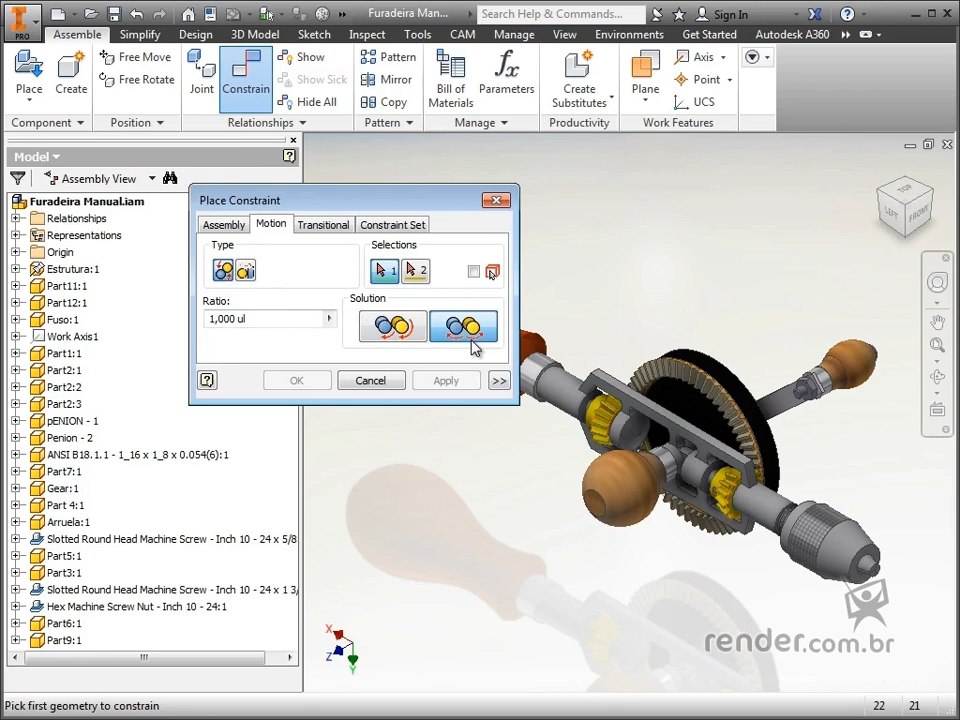 PRO
Furadeira Man...
Search Help & Commands...
Sign In
Assemble
Simplify
Design
3D Model
Sketch
Inspect
Tools
CAM
Manage
View
Environments
Get Started
Autodesk A360
Place
Create
Free Move
Free Rotate
Joint
Constrain
Show
Show Sick
Hide All
Pattern
Mirror
Copy
Bill of
Materials
fx
Parameters
Create
Substitutes
Plane
Axis
Point
UCS
Component
Position
Relationships
Pattern
Manage
Productivity
Work Features
Model
Assembly View
Furadeira Manual.iam
Relationships
Representations
Origin
Estrutura:1
Part11:1
Part12:1
Fuso:1
Work Axis1
Part1:1
Part2:1
Part2:2
Part2:3
pENION - 1
Penion - 2
ANSI B18.1.1 - 1_16 x 1_8 x 0.054(6):1
Part7:1
Gear:1
Part 4:1
Arruela:1
Slotted Round Head Machine Screw - Inch 10 - 24 x 5/8
Part5:1
Part3:1
Slotted Round Head Machine Screw - Inch 10 - 24 x 1 3/
Hex Machine Screw Nut - Inch 10 - 24:1
Part6:1
Part9:1
Place Constraint
Assembly
Motion
Transitional
Constraint Set
Type
Selections
1
2
Ratio:
1,000 ul
Solution
OK
Cancel
Apply
>>
TOP
LEFT
FRONT
X
Z
Y
render.com.br
Pick first geometry to constrain
22
21